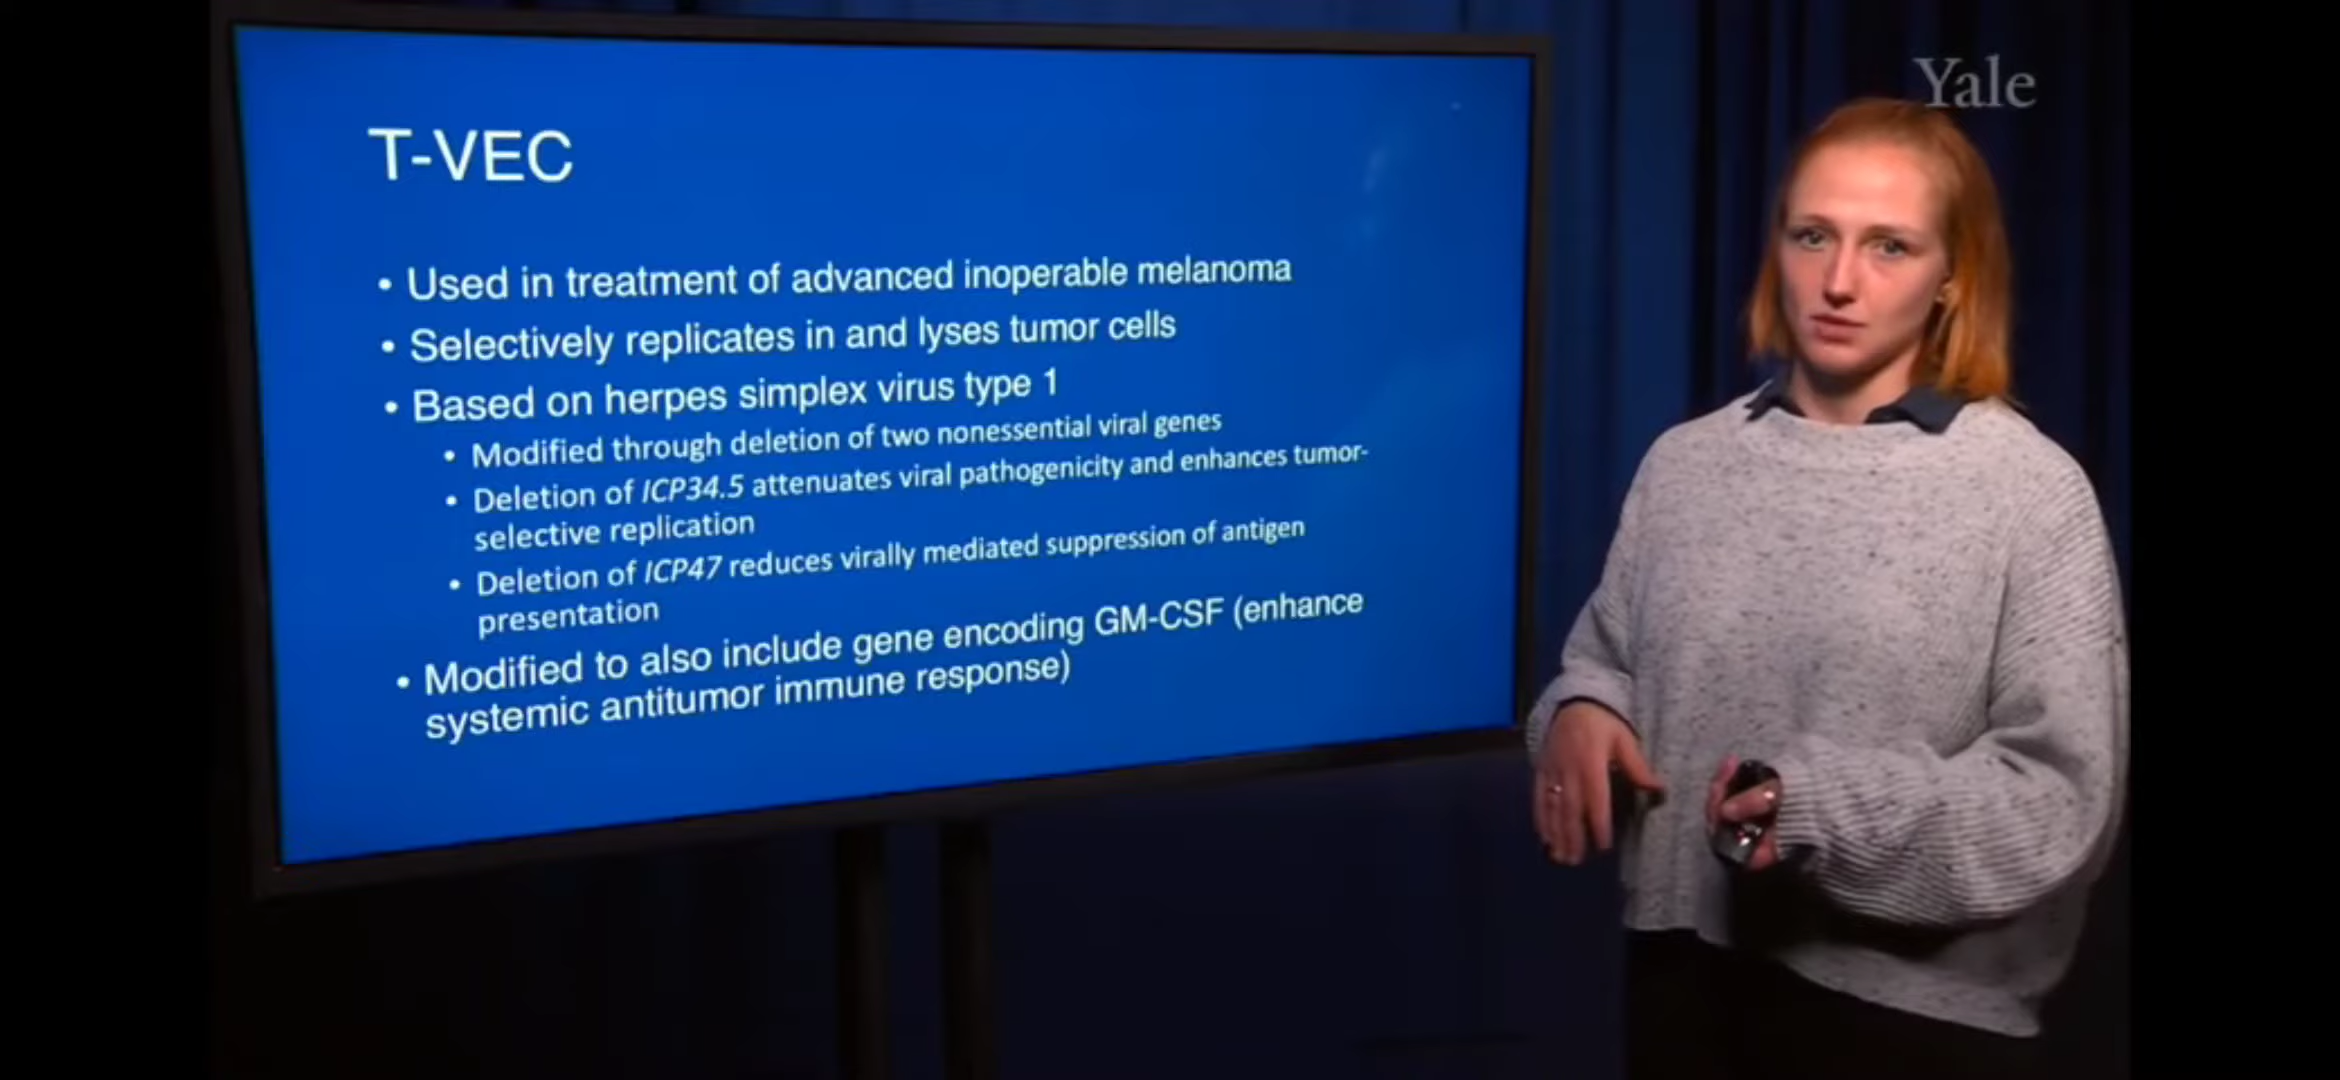 Yale
T-VEC
• Used in treatment of advanced inoperable melanoma
• Selectively replicates in and lyses tumor cells
• Based on herpes simplex virus type 1
• Modified through deletion of two nonessential viral genes
• Deletion of ICP34.5 attenuates viral pathogenicity and enhances tumor-
selective replication
• Deletion of ICP47 reduces virally mediated suppression of antigen
presentation
• Modified to also include gene encoding GM-CSF (enhance
systemic antitumor immune response)